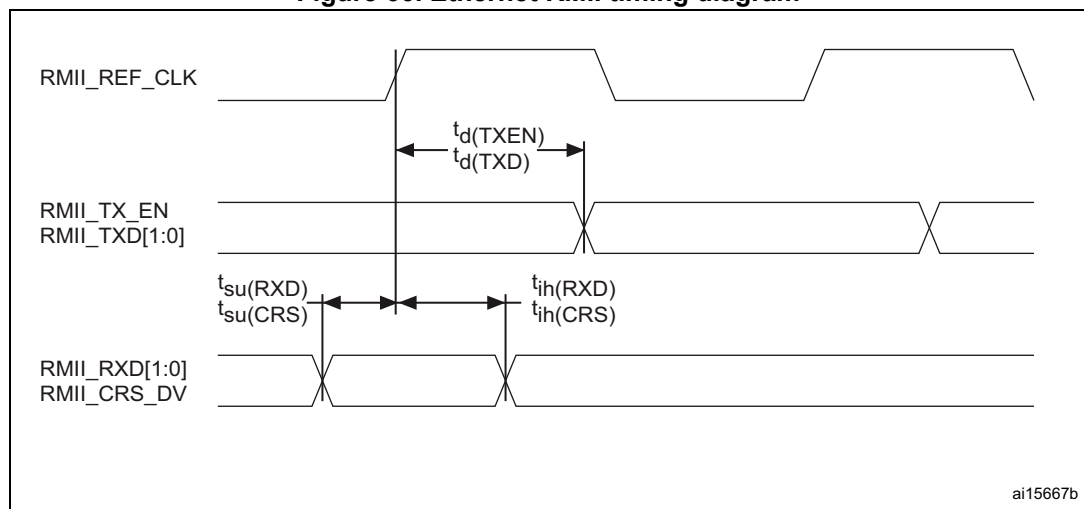 Figure Ethernet RMII timing diagram
RMII_REF_CLK
td(TXEN)
td(TXD)
RMII_TX_EN
RMII_TXD[1:0]
tsu(RXD)
tsu(CRS)
tih(RXD)
tih(CRS)
RMII_RXD[1:0]
RMII_CRS_DV
ai15667b